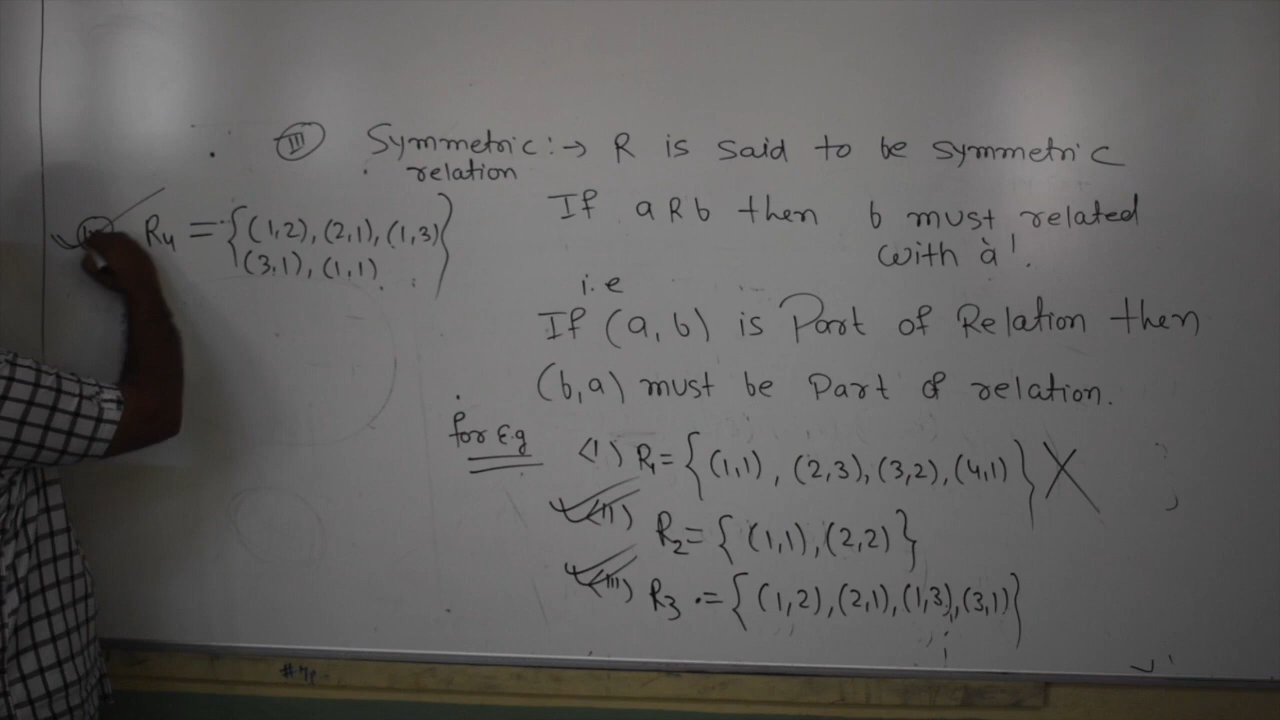 (III) Symmetric :→ R is said to be symmetric
relation
If a R b then b must related
with 'a'.
i.e
If (a, b) is Part of Relation then
(b, a) must be Part of relation.
for E.g
(I) R₁ = {(1,1), (2,3), (3,2), (4,1)} X
(II) R₂ = {(1,1), (2,2)}
(III) R₃ = {(1,2), (2,1), (1,3), (3,1)}
R₄ = {(1,2), (2,1), (1,3)
(3,1), (1,1)}